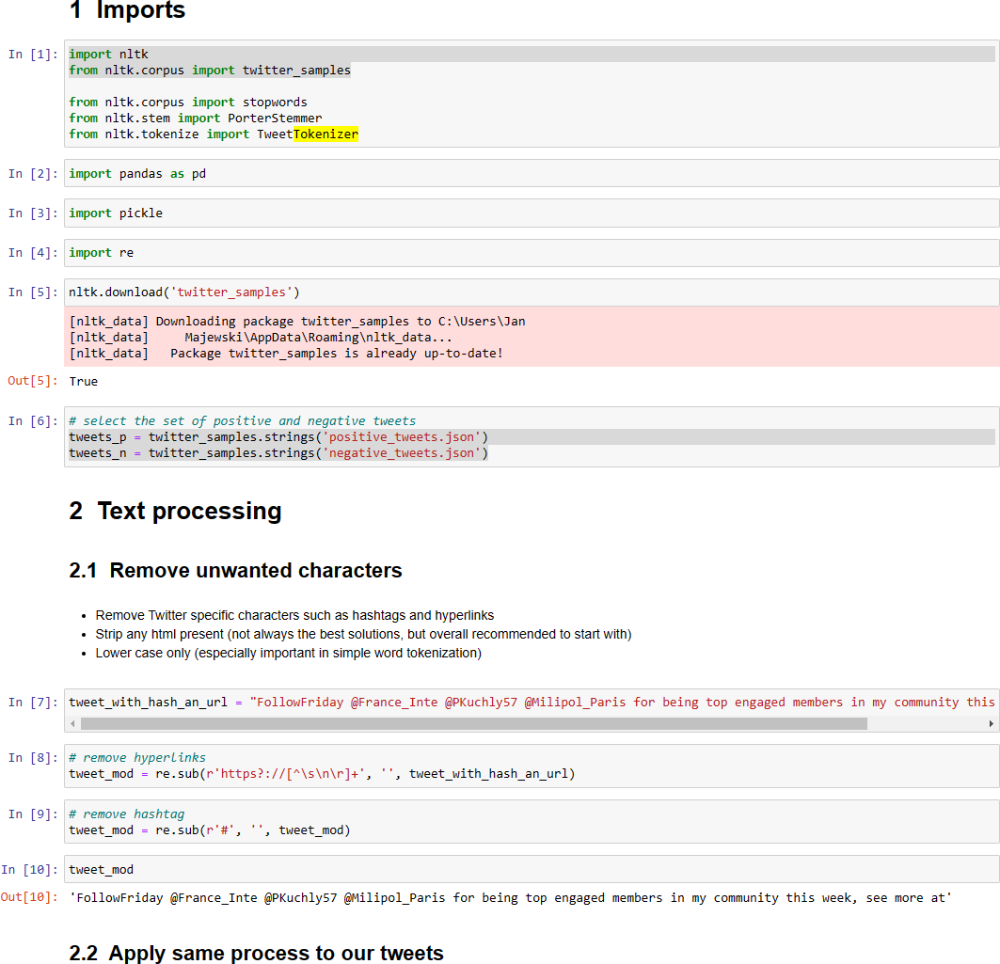 1 Imports
In [1]: import nltk
from nltk.corpus import twitter_samples
from nltk.corpus import stopwords
from nltk.stem import PorterStemmer
from nltk.tokenize import TweetTokenizer
In [2]: import pandas as pd
In [3]: import pickle
In [4]: import re
In [5]: nltk.download('twitter_samples')
[nltk_data] Downloading package twitter_samples to C:\Users\Jan
[nltk_data]     Majewski\AppData\Roaming\nltk_data...
[nltk_data]   Package twitter_samples is already up-to-date!
Out[5]: True
In [6]: # select the set of positive and negative tweets
tweets_p = twitter_samples.strings('positive_tweets.json')
tweets_n = twitter_samples.strings('negative_tweets.json')
2 Text processing
2.1 Remove unwanted characters
• Remove Twitter specific characters such as hashtags and hyperlinks
• Strip any html present (not always the best solutions, but overall recommended to start with)
• Lower case only (especially important in simple word tokenization)
In [7]: tweet_with_hash_an_url = "FollowFriday @France_Inte @PKuchly57 @Milipol_Paris for being top engaged members in my community this
In [8]: # remove hyperlinks
tweet_mod = re.sub(r'https?://[^\s\n\r]+', '', tweet_with_hash_an_url)
In [9]: # remove hashtag
tweet_mod = re.sub(r'#', '', tweet_mod)
In [10]: tweet_mod
Out[10]: 'FollowFriday @France_Inte @PKuchly57 @Milipol_Paris for being top engaged members in my community this week, see more at'
2.2 Apply same process to our tweets